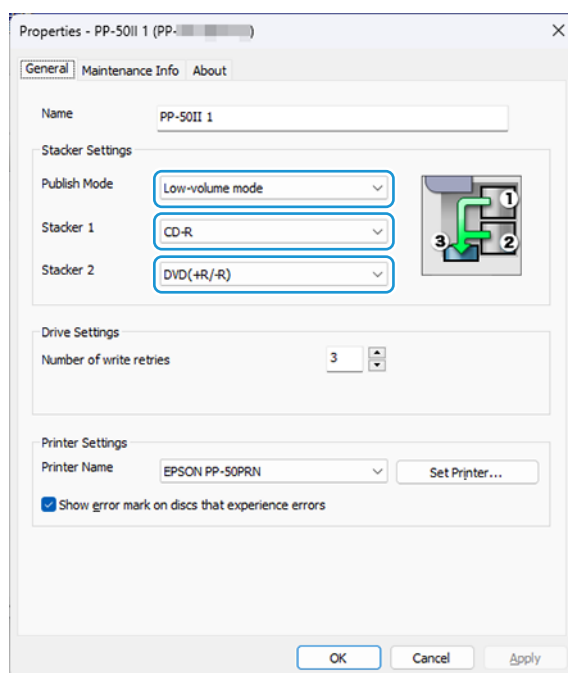 Properties - PP-50II 1 (PP-
General Maintenance Info About
Name PP-50II 1
Stacker Settings
Publish Mode Low-volume mode
Stacker 1 CD-R
Stacker 2 DVD(+R/-R)
1
3 2
Drive Settings
Number of write retries 3
Printer Settings
Printer Name EPSON PP-50PRN Set Printer...
Show error mark on discs that experience errors
OK Cancel Apply